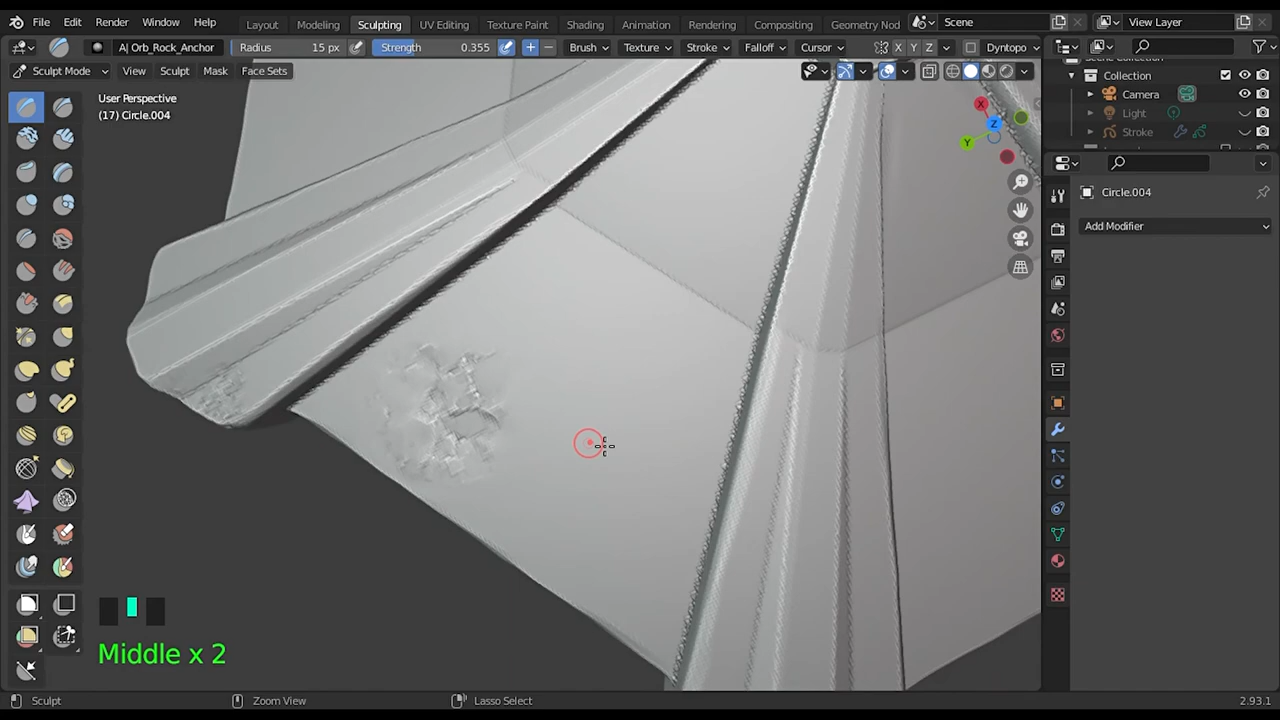 File Edit Render Window Help Layout Modeling Sculpting UV Editing Texture Paint Shading Animation Rendering Compositing Geometry Nod Scene View Layer
A| Orb_Rock_Anchor Radius 15 px Strength 0.355 Brush Texture Stroke Falloff Cursor X Y Z Dyntopo
Sculpt Mode View Sculpt Mask Face Sets
User Perspective
(17) Circle.004
Collection
Camera
Light
Stroke
Circle.004
Add Modifier
X
Y
Z
Middle x 2
Sculpt Zoom View Lasso Select 2.93.1